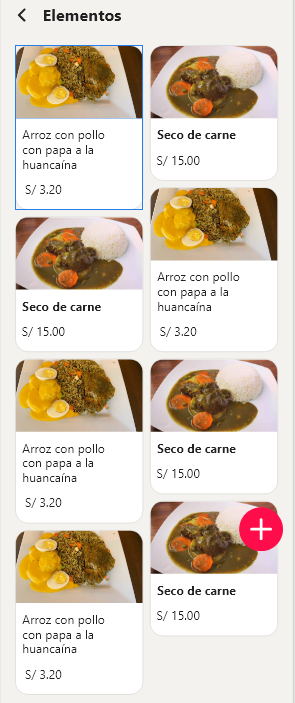 Elementos
Arroz con pollo
con papa a la
huancaína
S/ 3.20
Seco de carne
S/ 15.00
Seco de carne
S/ 15.00
Arroz con pollo
con papa a la
huancaína
S/ 3.20
Arroz con pollo
con papa a la
huancaína
S/ 3.20
Seco de carne
S/ 15.00
Arroz con pollo
con papa a la
huancaína
S/ 3.20
Seco de carne
S/ 15.00